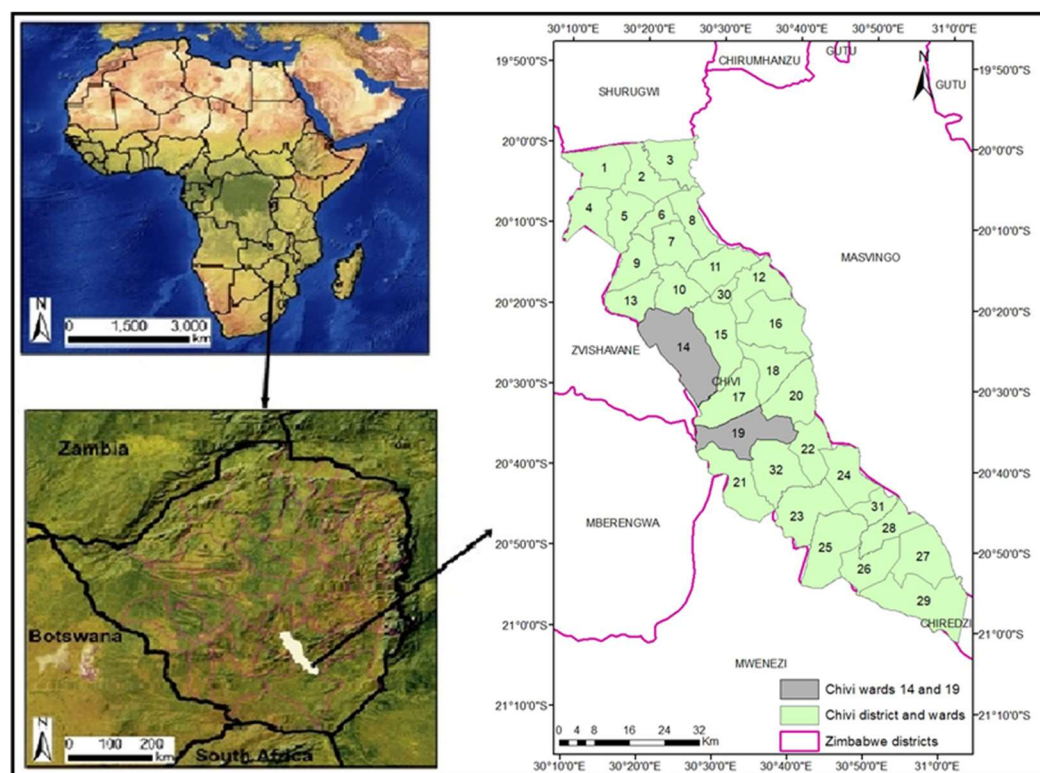 N
0 1,500 3,000
km
Zambia
Botswana
South Africa
N
0 100 200
km
30°10'0"E 30°20'0"E 30°30'0"E 30°40'0"E 30°50'0"E 31°0'0"E
19°50'0"S
20°0'0"S
20°10'0"S
20°20'0"S
20°30'0"S
20°40'0"S
20°50'0"S
21°0'0"S
21°10'0"S
GUTU
CHIRUMHANZU
N
GUTU
SHURUGWI
MASVINGO
ZVISHAVANE
CHIVI
MBERENGWA
CHIREDZI
MWENEZI
1
2
3
4
5
6
8
7
9
11
12
10
30
13
15
16
14
18
17
20
19
22
32
24
21
31
23
28
25
27
26
29
19°50'0"S
20°0'0"S
20°10'0"S
20°20'0"S
20°30'0"S
20°40'0"S
20°50'0"S
21°0'0"S
21°10'0"S
Chivi wards 14 and 19
Chivi district and wards
Zimbabwe districts
0 4 8 16 24 32
Km
30°10'0"E 30°20'0"E 30°30'0"E 30°40'0"E 30°50'0"E 31°0'0"E